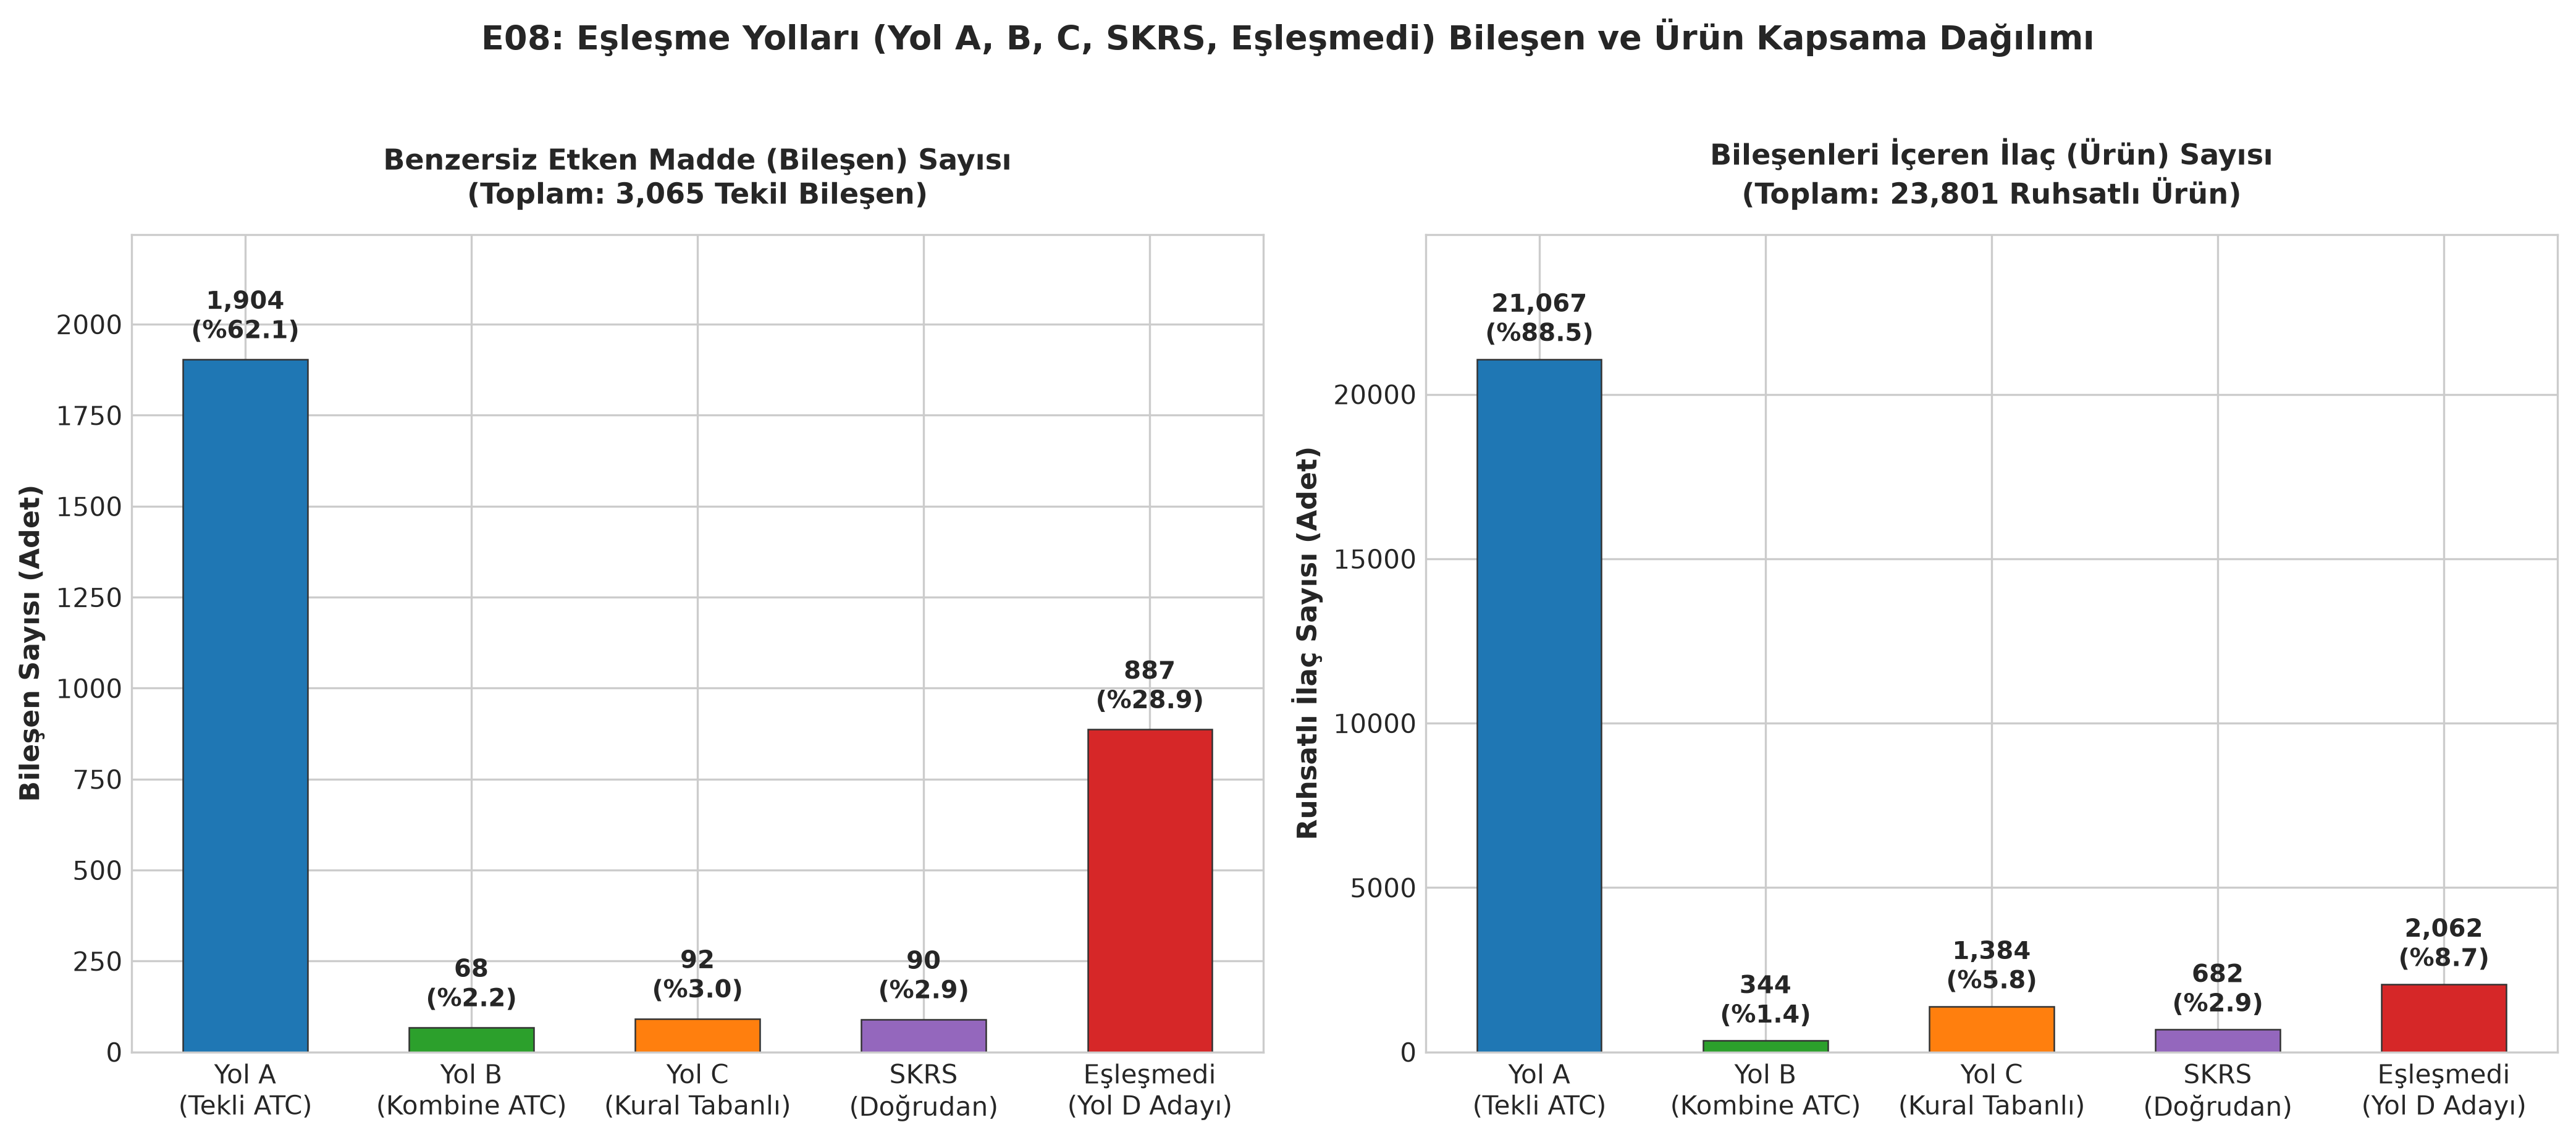 E08: Eşleşme Yolları (Yol A, B, C, SKRS, Eşleşmedi) Bileşen ve Ürün Kapsama Dağılımı
Benzersiz Etken Madde (Bileşen) Sayısı
(Toplam: 3,065 Tekil Bileşen)
Bileşen Sayısı (Adet)
2000
1750
1500
1250
1000
750
500
250
0
1,904
(%62.1)
68
(%2.2)
92
(%3.0)
90
(%2.9)
887
(%28.9)
Yol A
(Tekli ATC)
Yol B
(Kombine ATC)
Yol C
(Kural Tabanlı)
SKRS
(Doğrudan)
Eşleşmedi
(Yol D Adayı)
Bileşenleri İçeren İlaç (Ürün) Sayısı
(Toplam: 23,801 Ruhsatlı Ürün)
Ruhsatlı İlaç Sayısı (Adet)
20000
15000
10000
5000
0
21,067
(%88.5)
344
(%1.4)
1,384
(%5.8)
682
(%2.9)
2,062
(%8.7)
Yol A
(Tekli ATC)
Yol B
(Kombine ATC)
Yol C
(Kural Tabanlı)
SKRS
(Doğrudan)
Eşleşmedi
(Yol D Adayı)